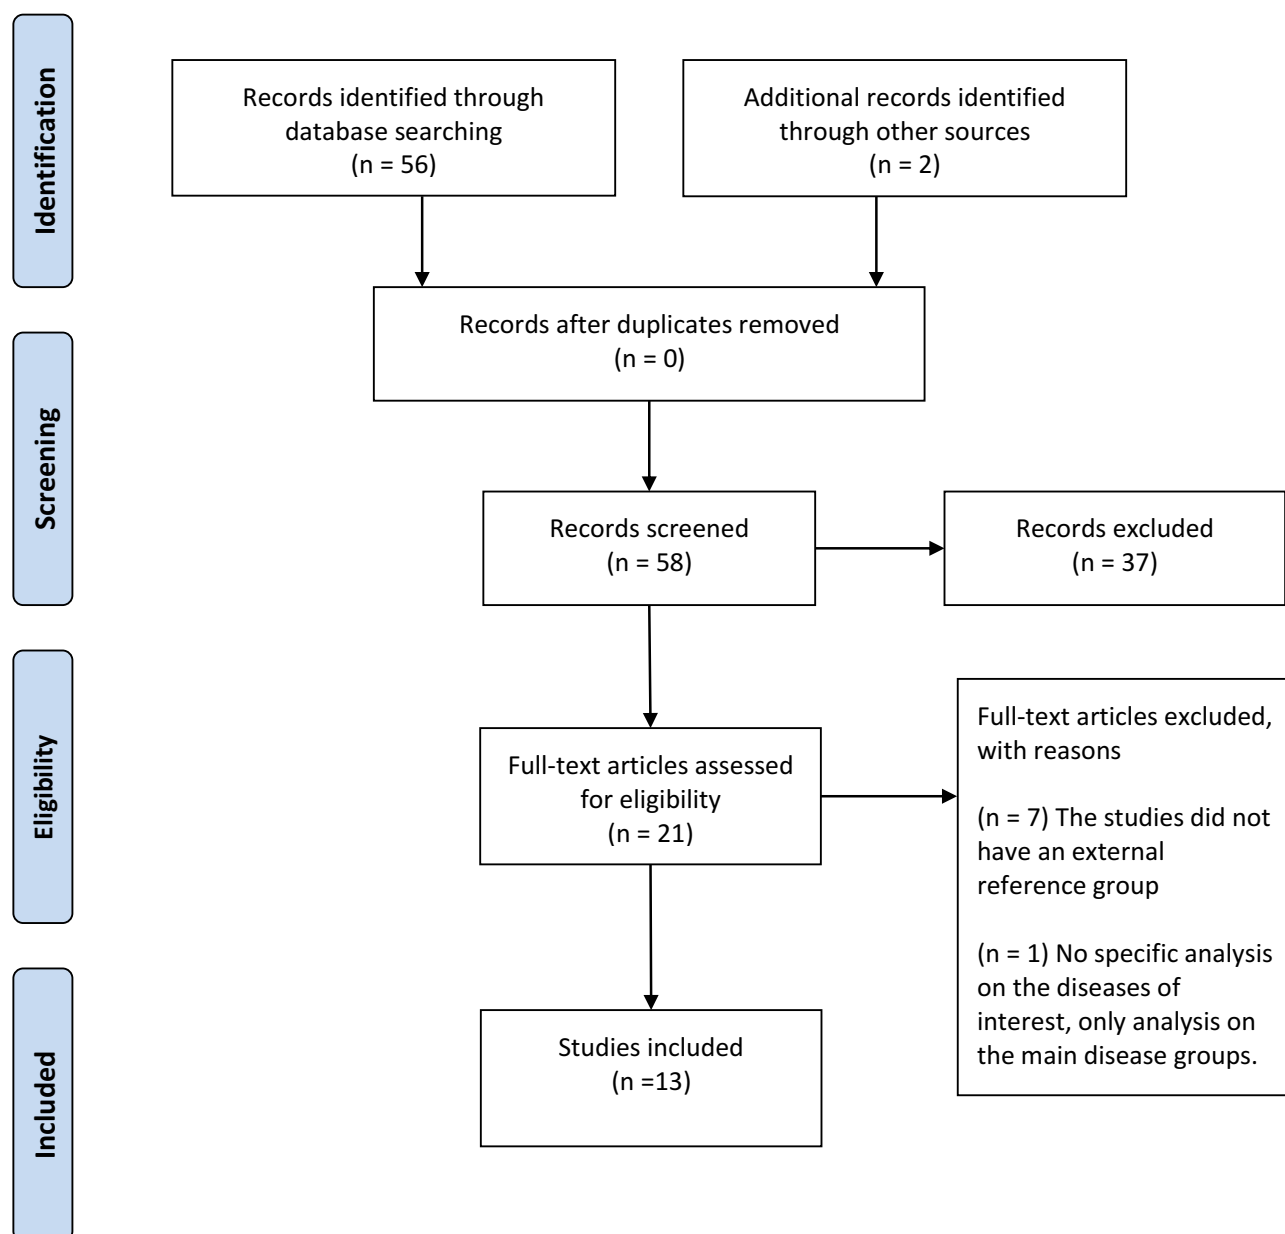 Identification
Records identified through
database searching
(n = 56)
Additional records identified
through other sources
(n = 2)
Records after duplicates removed
(n = 0)
Screening
Records screened
(n = 58)
Records excluded
(n = 37)
Eligibility
Full-text articles assessed
for eligibility
(n = 21)
Full-text articles excluded,
with reasons
(n = 7) The studies did not
have an external
reference group
(n = 1) No specific analysis
on the diseases of
interest, only analysis on
the main disease groups.
Included
Studies included
(n =13)